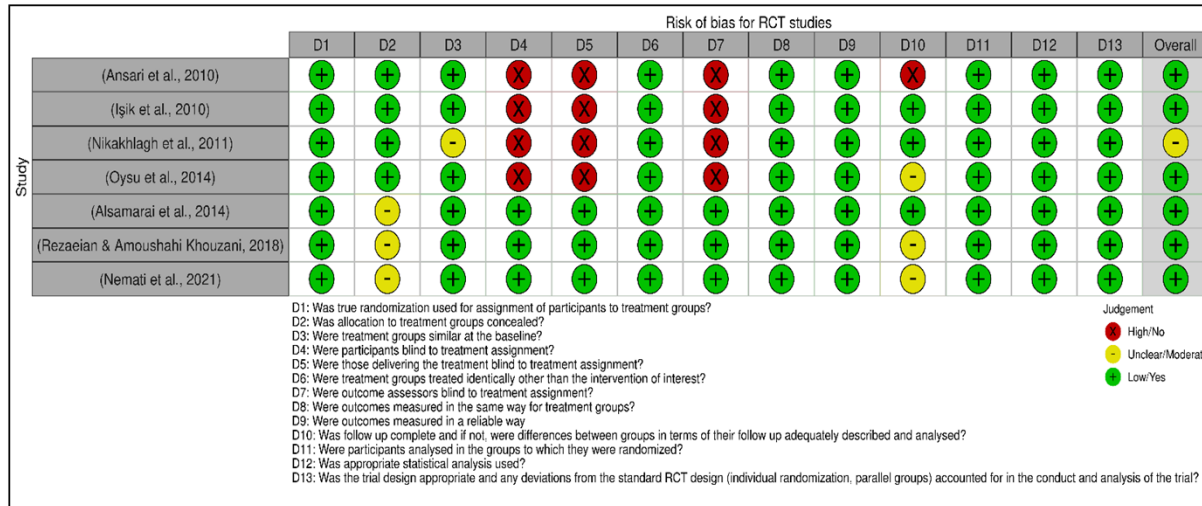 Risk of bias for RCT studies
D1 D2 D3 D4 D5 D6 D7 D8 D9 D10 D11 D12 D13 Overall
Study
(Ansari et al., 2010) + + + X X + X + + X + + + +
(Işik et al., 2010) + + + X X + X + + + + + + +
(Nikakhlagh et al., 2011) + + - X X + X + + + + + + -
(Oysu et al., 2014) + + + X X + X + + - + + + +
(Alsamarai et al., 2014) + - + + + + + + + + + + + +
(Rezaeian & Amoushahi Khouzani, 2018) + - + + + + + + + - + + + +
(Nemati et al., 2021) + - + + + + + + + - + + + +
D1: Was true randomization used for assignment of participants to treatment groups?
D2: Was allocation to treatment groups concealed?
D3: Were treatment groups similar at the baseline?
D4: Were participants blind to treatment assignment?
D5: Were those delivering the treatment blind to treatment assignment?
D6: Were treatment groups treated identically other than the intervention of interest?
D7: Were outcome assessors blind to treatment assignment?
D8: Were outcomes measured in the same way for treatment groups?
D9: Were outcomes measured in a reliable way
D10: Was follow up complete and if not, were differences between groups in terms of their follow up adequately described and analysed?
D11: Were participants analysed in the groups to which they were randomized?
D12: Was appropriate statistical analysis used?
D13: Was the trial design appropriate and any deviations from the standard RCT design (individual randomization, parallel groups) accounted for in the conduct and analysis of the trial?
Judgement
X High/No
- Unclear/Moderat
+ Low/Yes